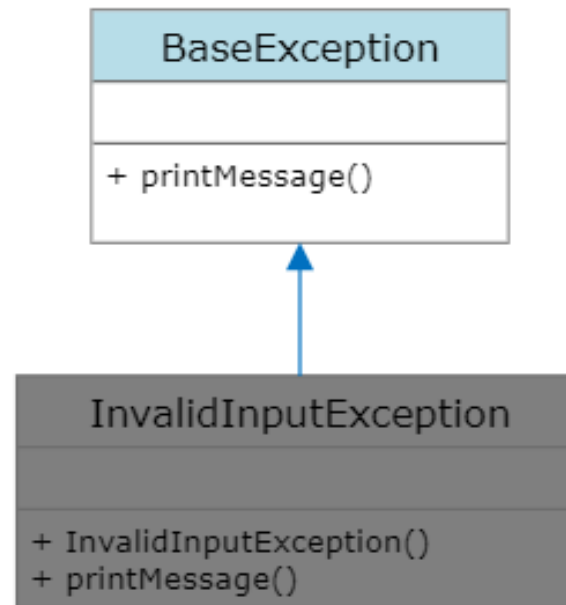 BaseException
+ printMessage()
InvalidInputException
+ InvalidInputException()
+ printMessage()